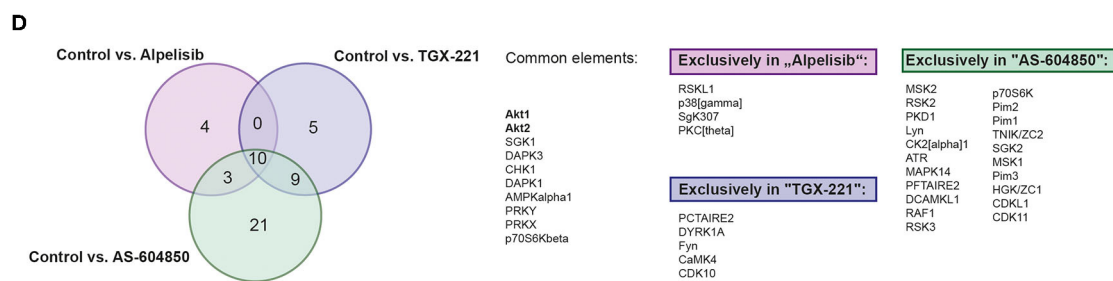 D
Control vs. Alpelisib
Control vs. TGX-221
4
0
5
10
3
9
21
Control vs. AS-604850
Common elements:
Akt1
Akt2
SGK1
DAPK3
CHK1
DAPK1
AMPKalpha1
PRKY
PRKX
p70S6Kbeta
Exclusively in „Alpelisib“:
RSKL1
p38[gamma]
SgK307
PKC[theta]
Exclusively in "TGX-221":
PCTAIRE2
DYRK1A
Fyn
CaMK4
CDK10
Exclusively in "AS-604850":
MSK2
RSK2
PKD1
Lyn
CK2[alpha]1
ATR
MAPK14
PFTAIRE2
DCAMKL1
RAF1
RSK3
p70S6K
Pim2
Pim1
TNIK/ZC2
SGK2
MSK1
Pim3
HGK/ZC1
CDKL1
CDK11